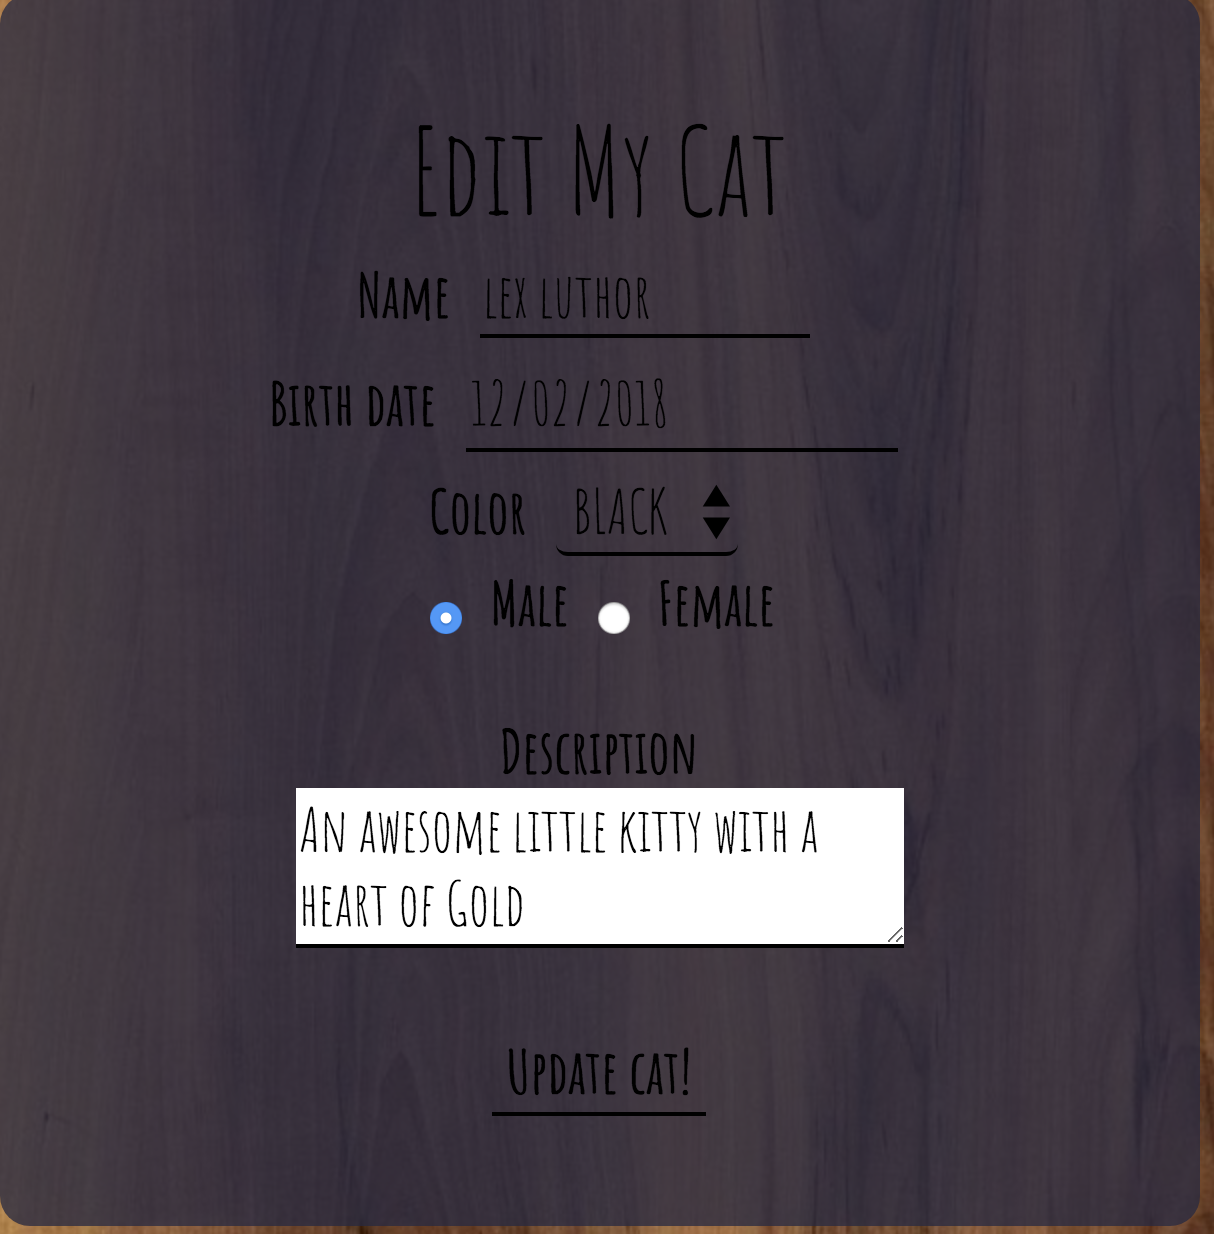 Edit My Cat
Name LEX LUTHOR
Birth date 12/02/2018
Color BLACK
Male Female
Description
An awesome little kitty with a
heart of Gold
Update cat!